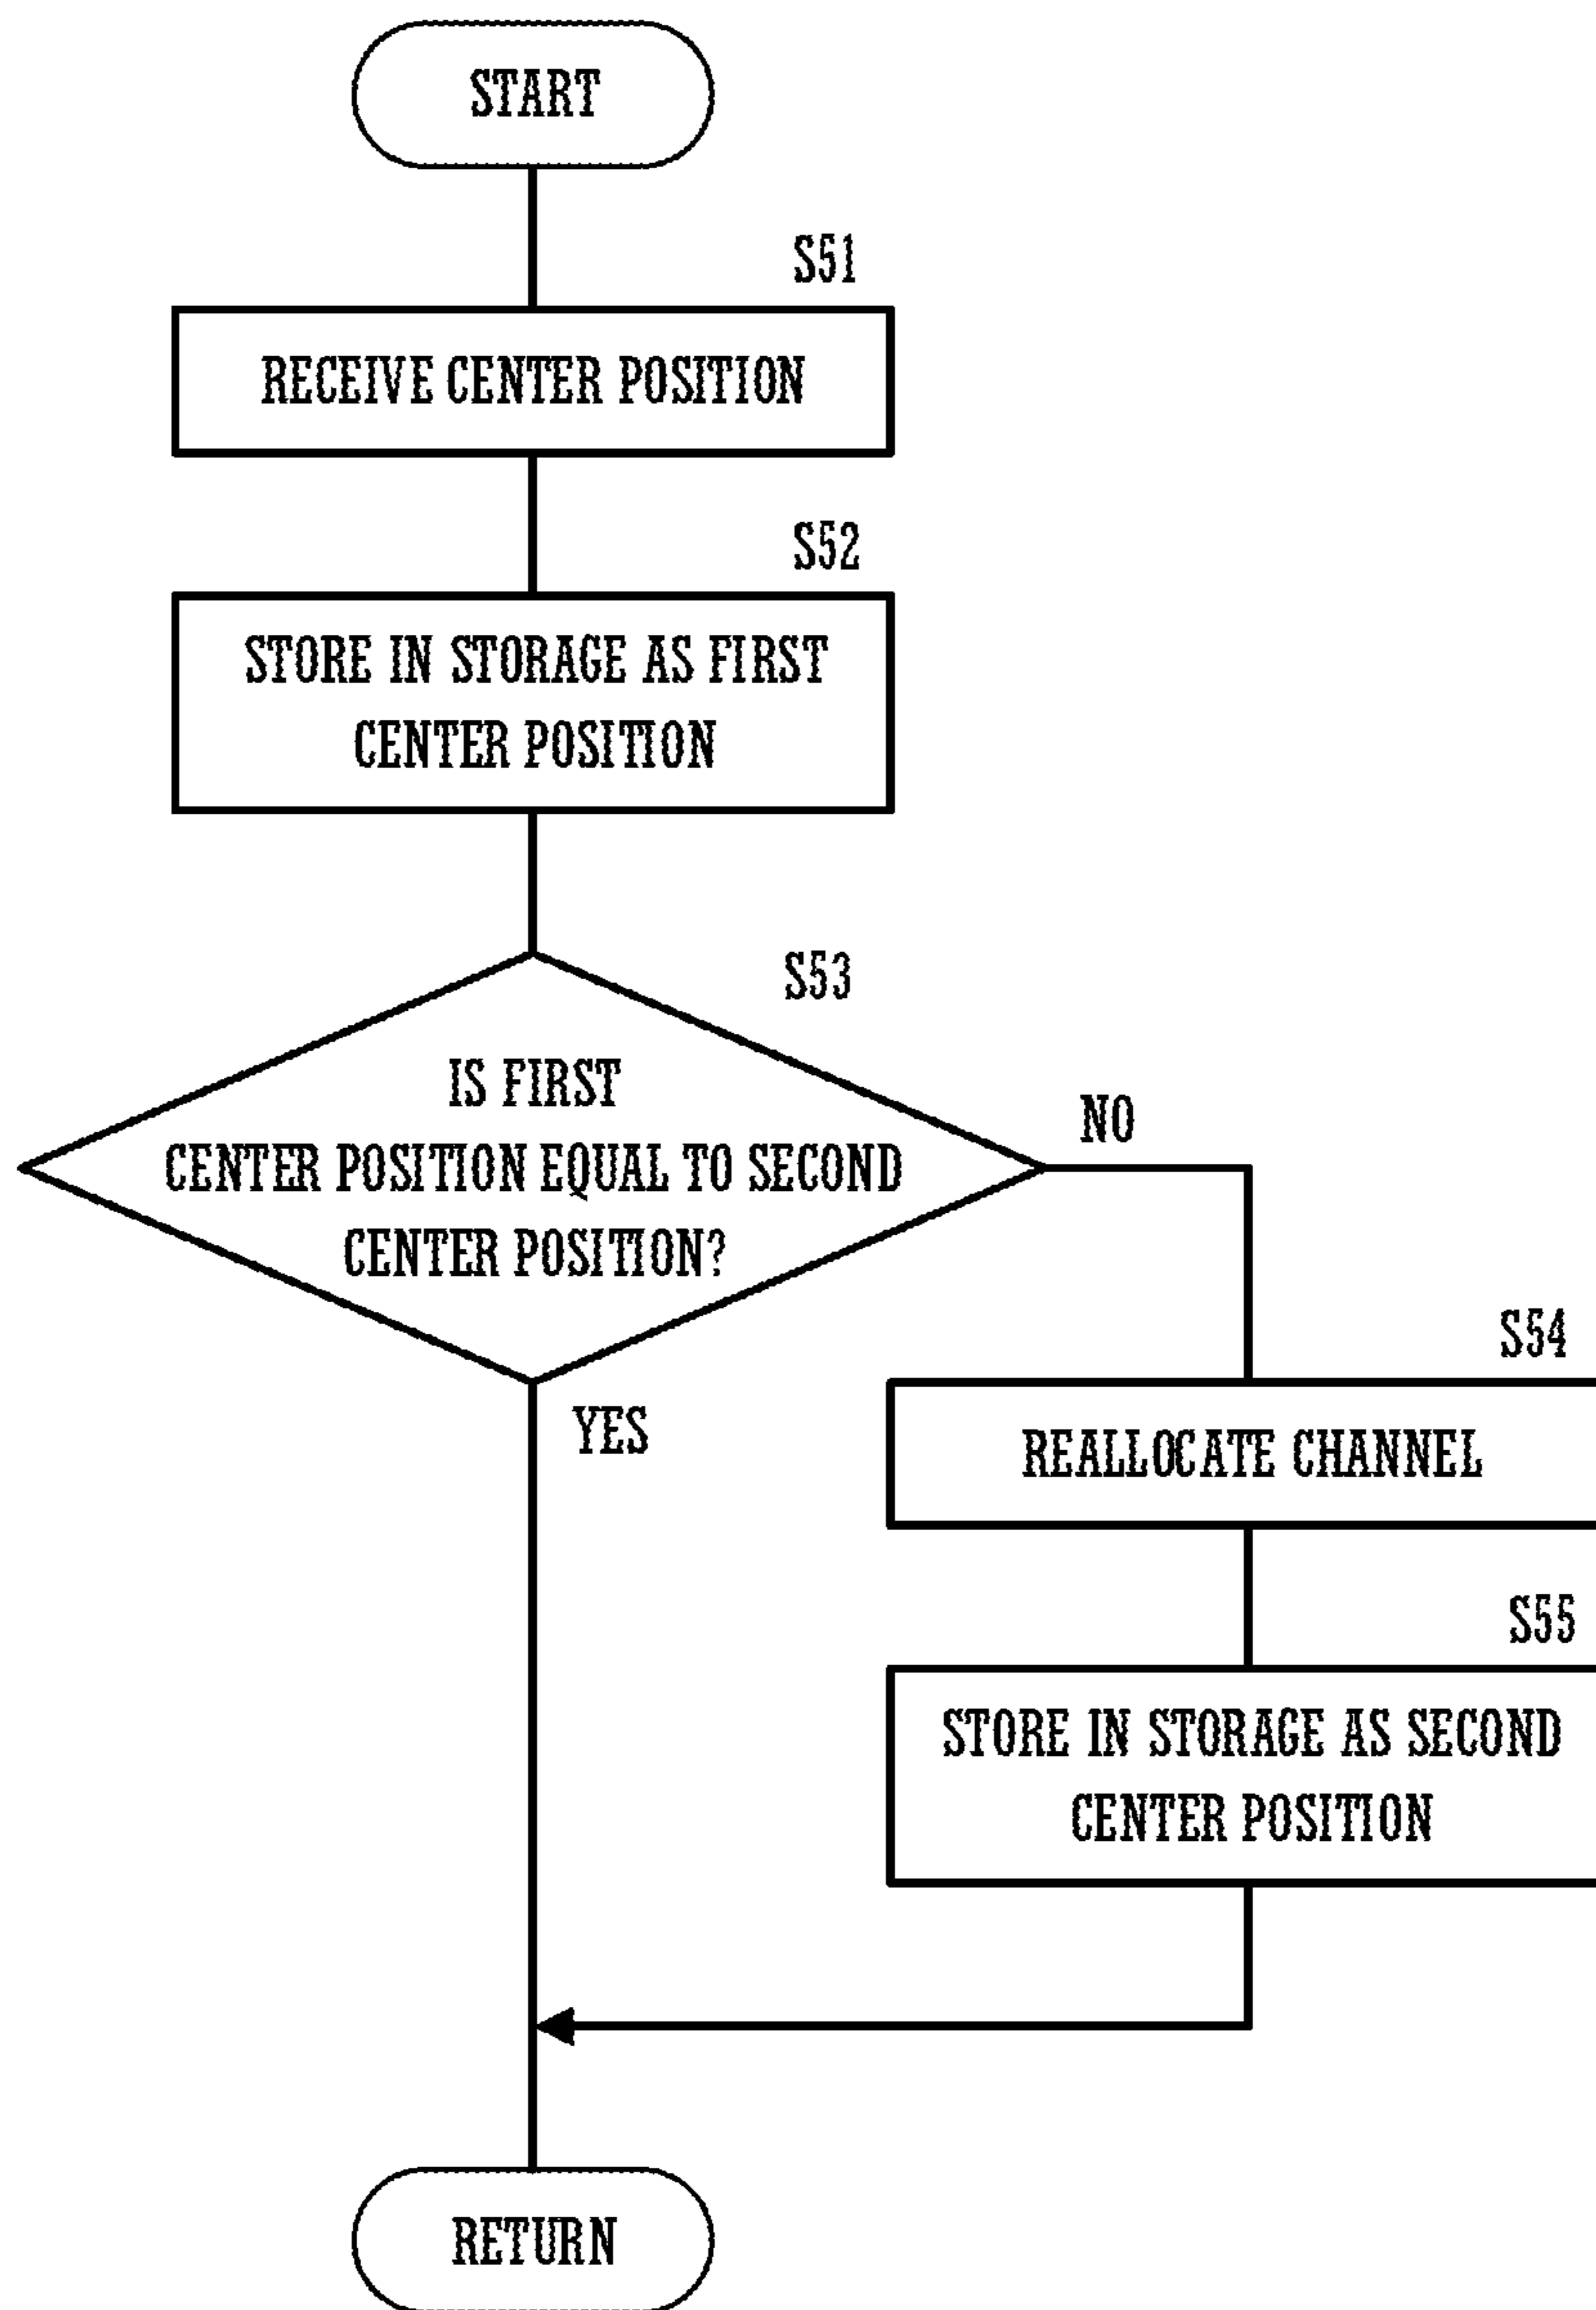 START
S51
RECEIVE CENTER POSITION
S52
STORE IN STORAGE AS FIRST
CENTER POSITION
S53
IS FIRST
CENTER POSITION EQUAL TO SECOND
CENTER POSITION?
NO
YES
S54
REALLOCATE CHANNEL
S55
STORE IN STORAGE AS SECOND
CENTER POSITION
RETURN